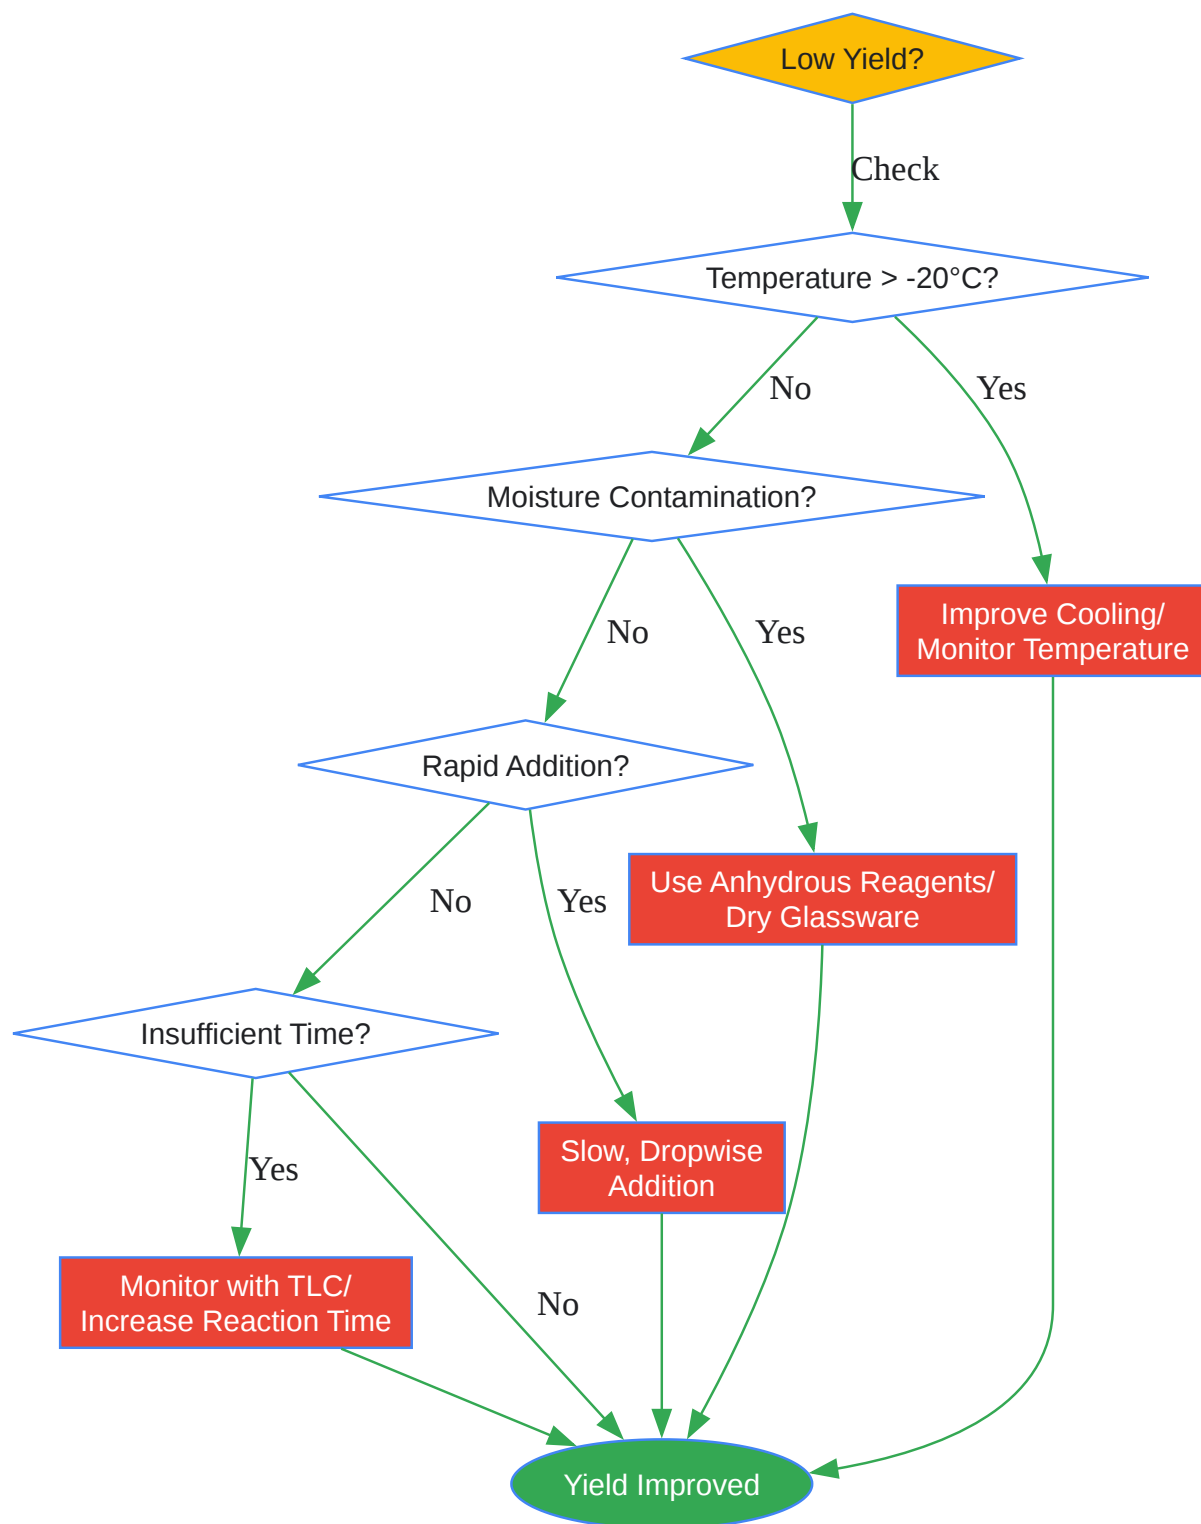 Low Yield?
Check
Temperature > -20°C?
No
Yes
Moisture Contamination?
No
Yes
Improve Cooling/
Monitor Temperature
Rapid Addition?
No
Yes
Use Anhydrous Reagents/
Dry Glassware
Insufficient Time?
Yes
No
Slow, Dropwise
Addition
Monitor with TLC/
Increase Reaction Time
Yield Improved